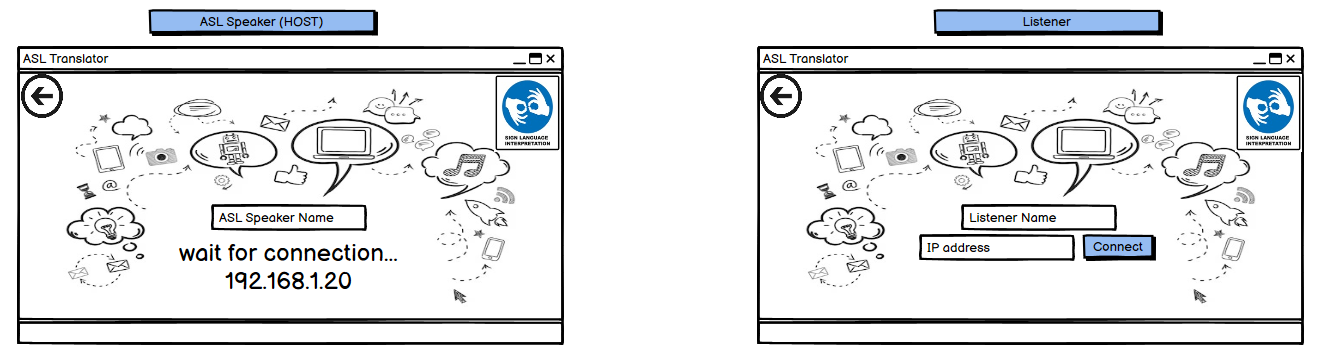 ASL Speaker (HOST)
ASL Translator
SIGN LANGUAGE
INTERPRETATION
@
ASL Speaker Name
wait for connection...
192.168.1.20
Listener
ASL Translator
SIGN LANGUAGE
INTERPRETATION
@
Listener Name
IP address
Connect